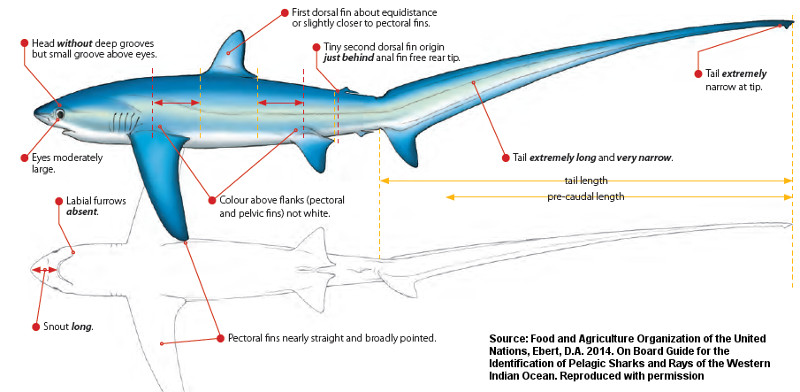 First dorsal fin about equidistance
or slightly closer to pectoral fins.
Head without deep grooves
but small groove above eyes.
Tiny second dorsal fin origin
just behind anal fin free rear tip.
Tail extremely
narrow at tip.
Eyes moderately
large.
Tail extremely long and very narrow.
tail length
pre-caudal length
Colour above flanks (pectoral
and pelvic fins) not white.
Labial furrows
absent.
Snout long.
Pectoral fins nearly straight and broadly pointed.
Source: Food and Agriculture Organization of the United
Nations, Ebert, D.A. 2014. On Board Guide for the
Identification of Pelagic Sharks and Rays of the Western
Indian Ocean. Reproduced with permission